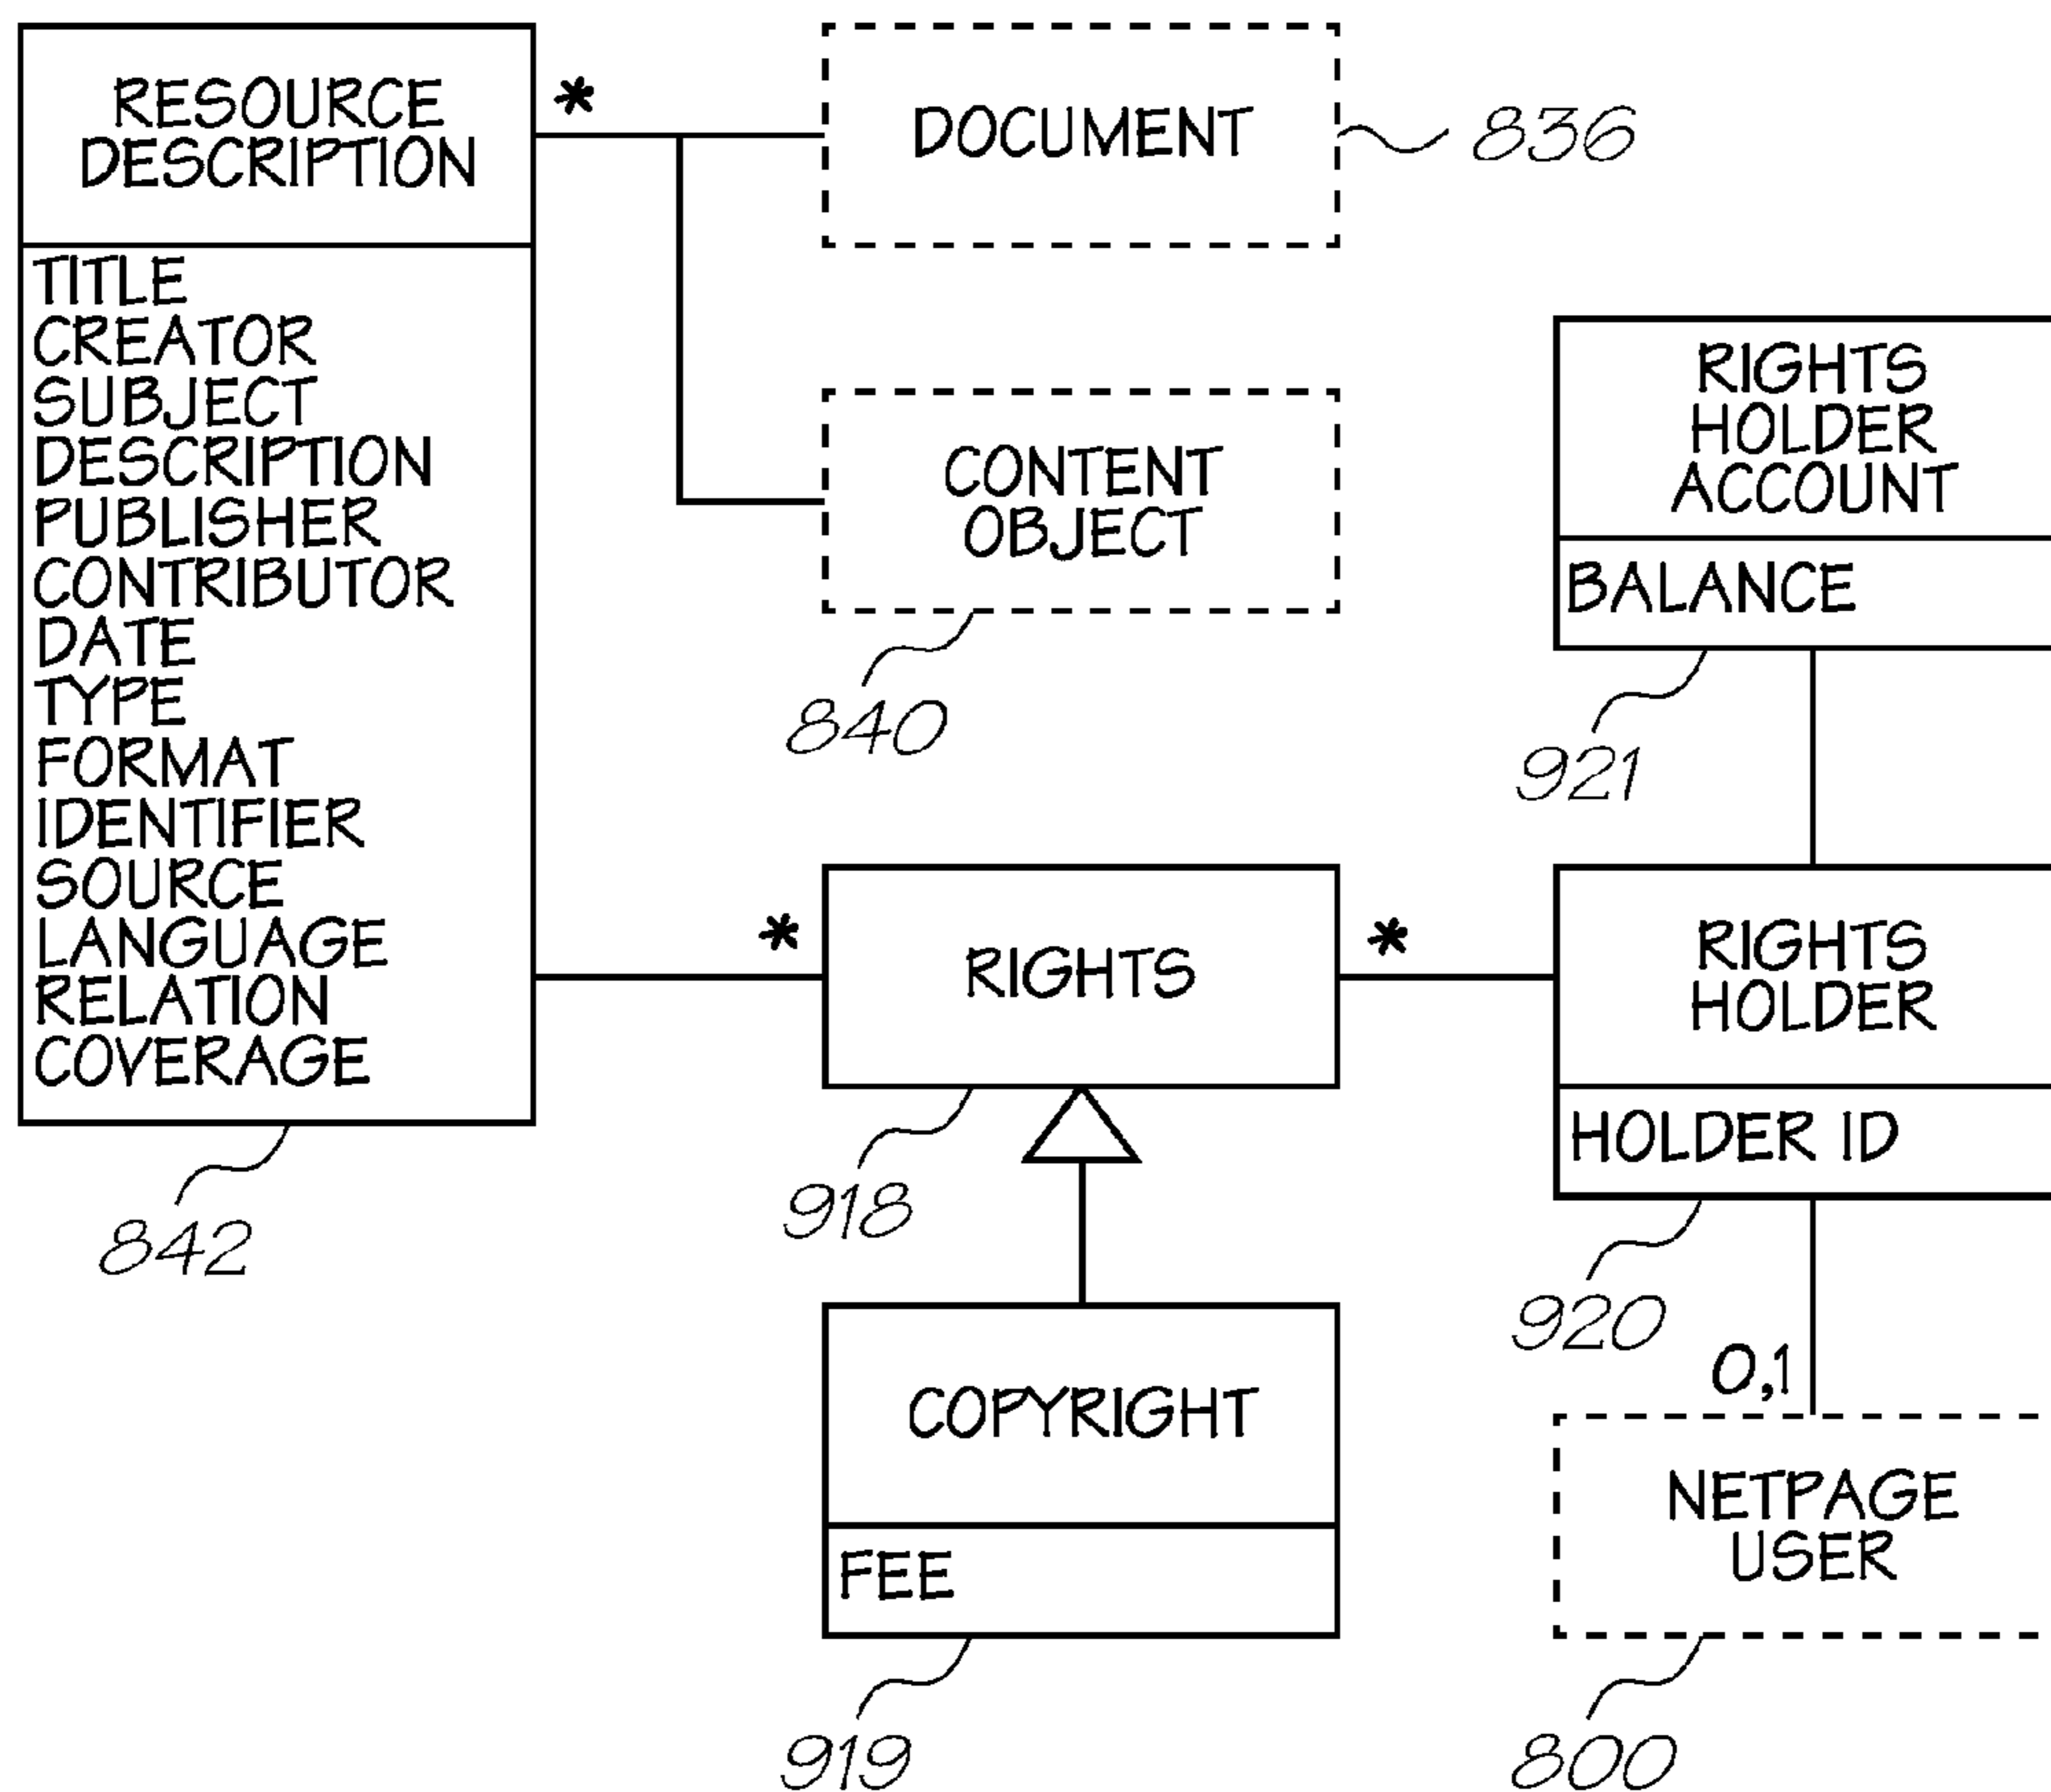 RESOURCE
DESCRIPTION
TITLE
CREATOR
SUBJECT
DESCRIPTION
PUBLISHER
CONTRIBUTOR
DATE
TYPE
FORMAT
IDENTIFIER
SOURCE
LANGUAGE
RELATION
COVERAGE
842
*
DOCUMENT
836
CONTENT
OBJECT
840
RIGHTS
HOLDER
ACCOUNT
BALANCE
921
*
RIGHTS
918
*
RIGHTS
HOLDER
HOLDER ID
920
COPYRIGHT
FEE
919
0,1
NETPAGE
USER
800